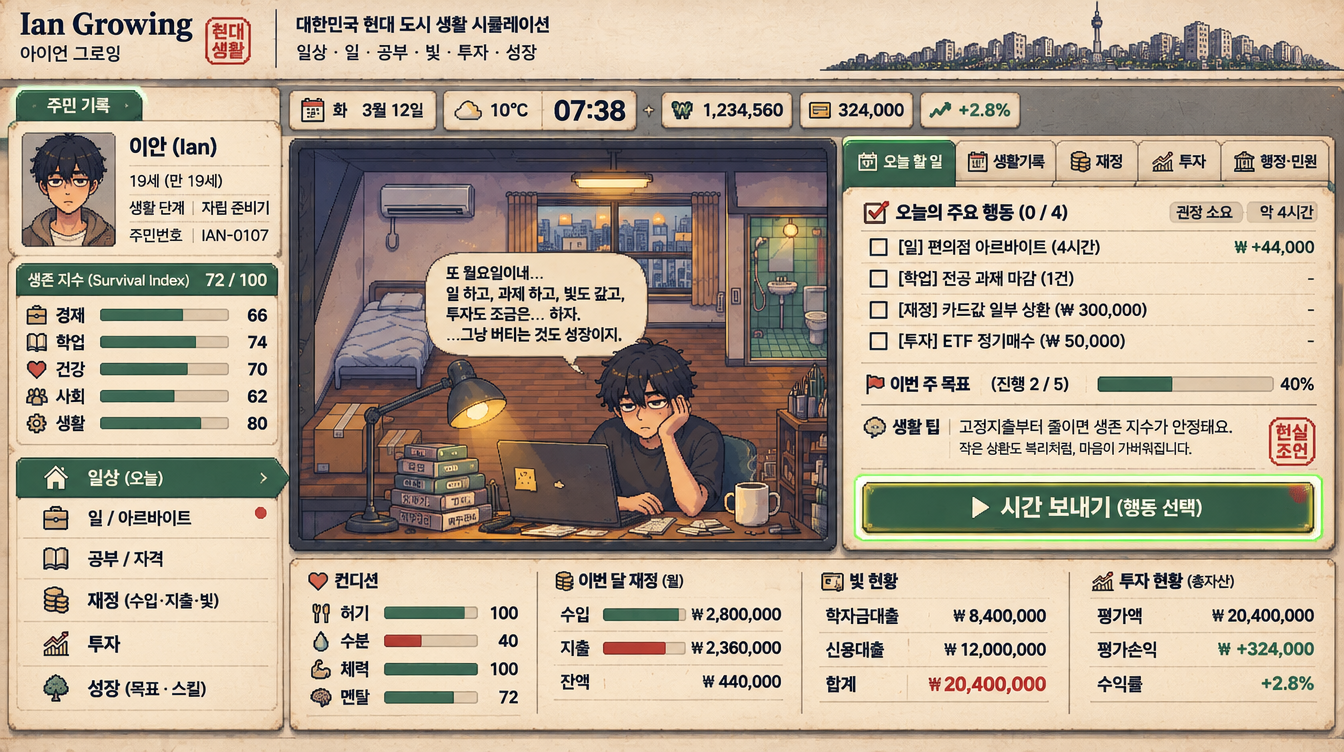 Ian Growing
아이언 그로잉
현대
생활
대한민국 현대 도시 생활 시뮬레이션
일상 · 일 · 공부 · 빚 · 투자 · 성장
주민 기록
이안 (Ian)
19세 (만 19세)
생활 단계 | 자립 준비기
주민번호 | IAN-0107
생존 지수 (Survival Index) 72 / 100
경제 66
학업 74
건강 70
사회 62
생활 80
일상 (오늘)
일 / 아르바이트
공부 / 자격
재정 (수입·지출·빚)
투자
성장 (목표 · 스킬)
화 3월 12일
10°C
07:38
₩ 1,234,560
324,000
+2.8%
또 월요일이네...
일 하고, 과제 하고, 빚도 갚고,
투자도 조금은... 하자.
...그냥 버티는 것도 성장이지.
오늘 할 일
생활기록
재정
투자
행정·민원
오늘의 주요 행동 (0 / 4)
권장 소요 약 4시간
[일] 편의점 아르바이트 (4시간) ₩ +44,000
[학업] 전공 과제 마감 (1건) -
[재정] 카드값 일부 상환 (₩ 300,000) -
[투자] ETF 정기매수 (₩ 50,000) -
이번 주 목표 (진행 2 / 5) 40%
생활 팁
고정지출부터 줄이면 생존 지수가 안정돼요.
작은 상환도 복리처럼, 마음이 가벼워집니다.
현실
조언
시간 보내기 (행동 선택)
컨디션
허기 100
수분 40
체력 100
멘탈 72
이번 달 재정 (월)
수입 ₩ 2,800,000
지출 ₩ 2,360,000
잔액 ₩ 440,000
빚 현황
학자금대출 ₩ 8,400,000
신용대출 ₩ 12,000,000
합계 ₩ 20,400,000
투자 현황 (총자산)
평가액 ₩ 20,400,000
평가손익 ₩ +324,000
수익률 +2.8%